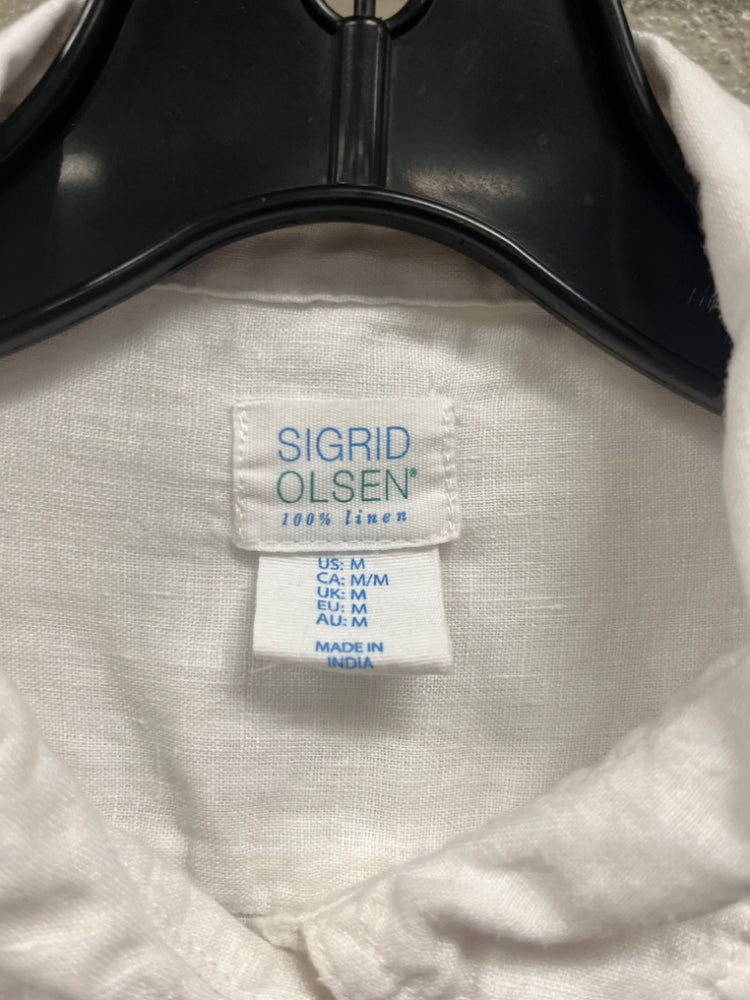 SIGRID
OLSEN®
100% linen
US: M
CA: M/M
UK: M
EU: M
AU: M
MADE IN
INDIA